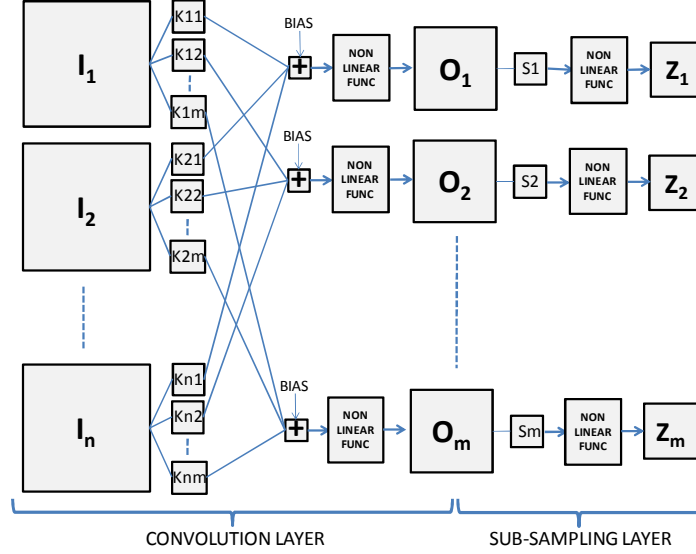 I1
K11
K12
K1m
BIAS
+
NON
LINEAR
FUNC
O1
S1
NON
LINEAR
FUNC
Z1
I2
K21
K22
K2m
BIAS
+
NON
LINEAR
FUNC
O2
S2
NON
LINEAR
FUNC
Z2
In
Kn1
Kn2
Knm
BIAS
+
NON
LINEAR
FUNC
Om
Sm
NON
LINEAR
FUNC
Zm
CONVOLUTION LAYER
SUB-SAMPLING LAYER